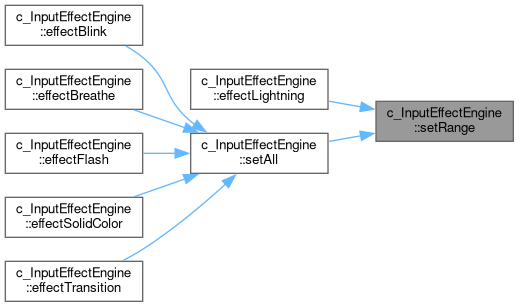 c_InputEffectEngine
::effectBlink
c_InputEffectEngine
::effectBreathe
c_InputEffectEngine
::effectFlash
c_InputEffectEngine
::effectSolidColor
c_InputEffectEngine
::effectTransition
c_InputEffectEngine
::effectLightning
c_InputEffectEngine
::setAll
c_InputEffectEngine
::setRange